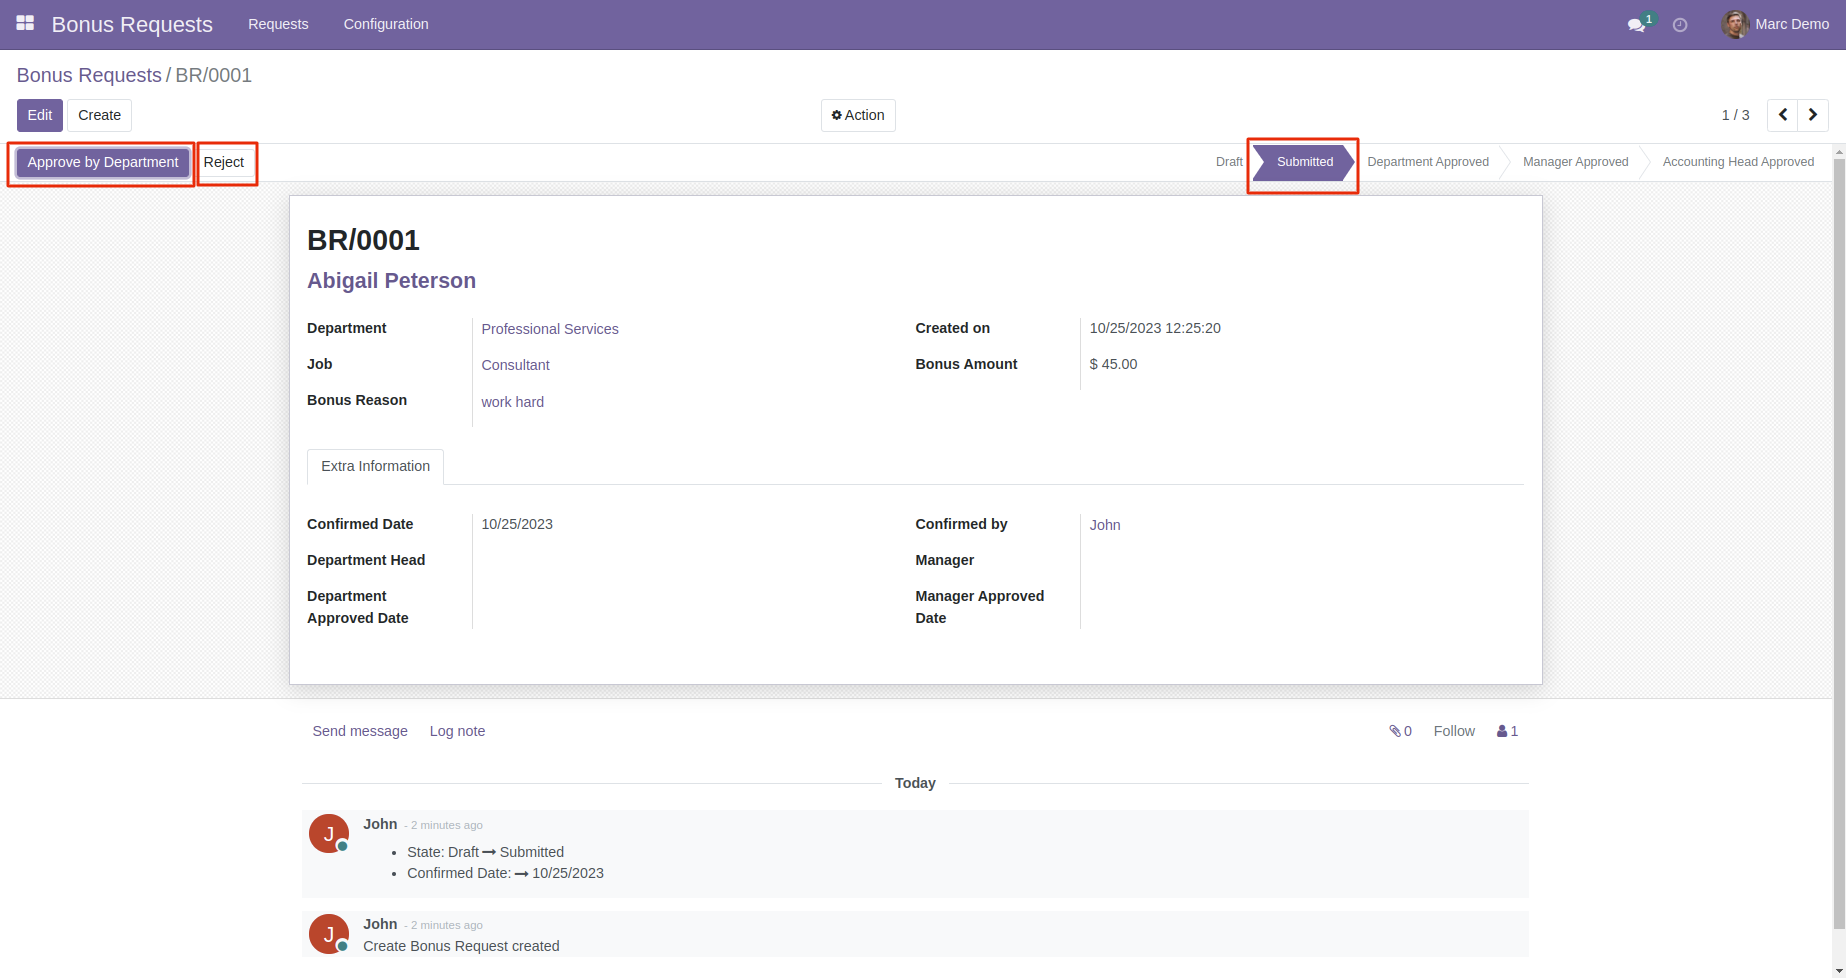 Bonus Requests Requests Configuration 1 Marc Demo
Bonus Requests / BR/0001
Edit Create Action 1 / 3
Approve by Department Reject Draft Submitted Department Approved Manager Approved Accounting Head Approved
BR/0001
Abigail Peterson
Department Professional Services Created on 10/25/2023 12:25:20
Job Consultant Bonus Amount $ 45.00
Bonus Reason work hard
Extra Information
Confirmed Date 10/25/2023 Confirmed by John
Department Head Manager
Department Manager Approved
Approved Date Date
Send message Log note 0 Follow 1
Today
J John - 2 minutes ago
• State: Draft → Submitted
• Confirmed Date: → 10/25/2023
J John - 2 minutes ago
Create Bonus Request created